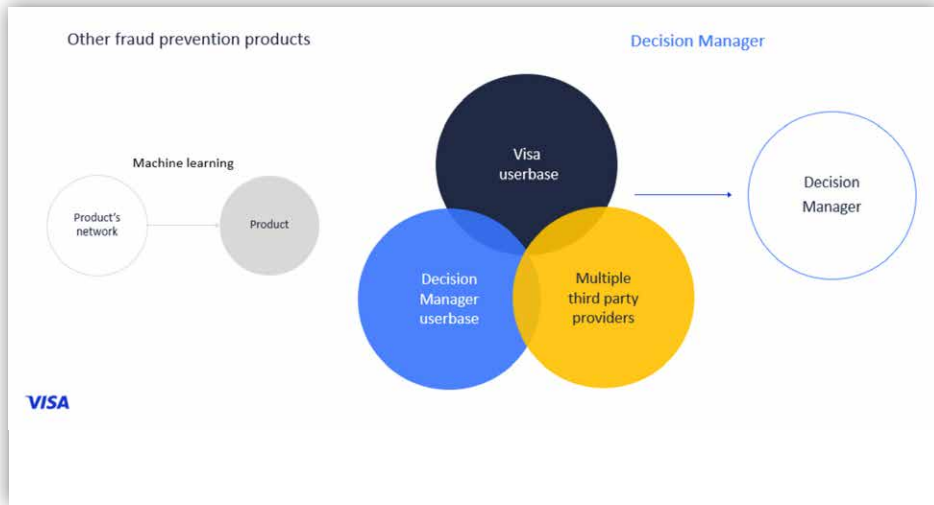 Other fraud prevention products
Machine learning
Product's
network
Product
Decision Manager
Visa
userbase
Decision
Manager
userbase
Multiple
third party
providers
Decision
Manager
VISA